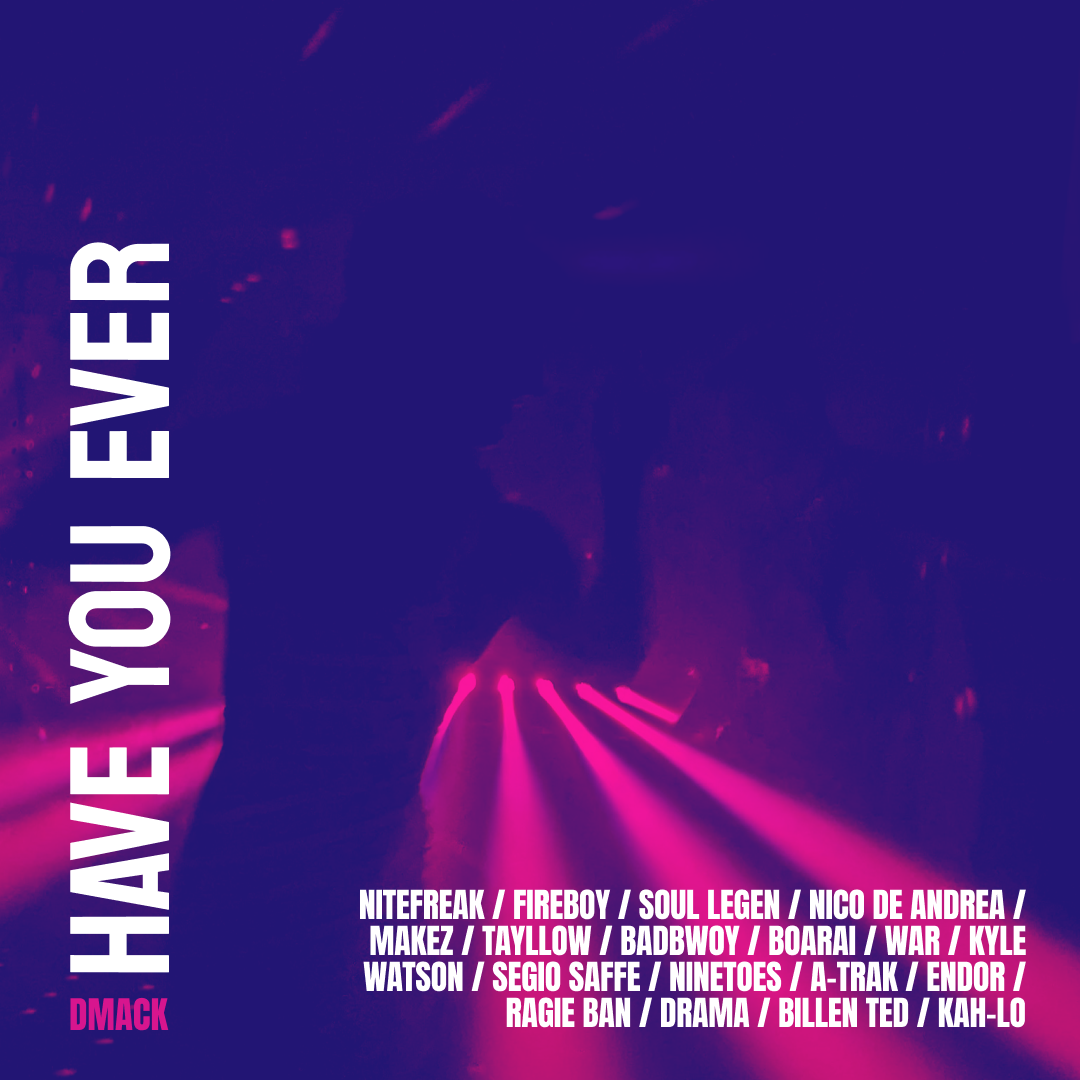 HAVE YOU EVER
DMACK
NITEFREAK / FIREBOY / SOUL LEGEN / NICO DE ANDREA /
MAKEZ / TAYLLOW / BADBWOY / BOARAI / WAR / KYLE
WATSON / SEGIO SAFFE / NINETOES / A-TRAK / ENDOR /
RAGIE BAN / DRAMA / BILLEN TED / KAH-LO